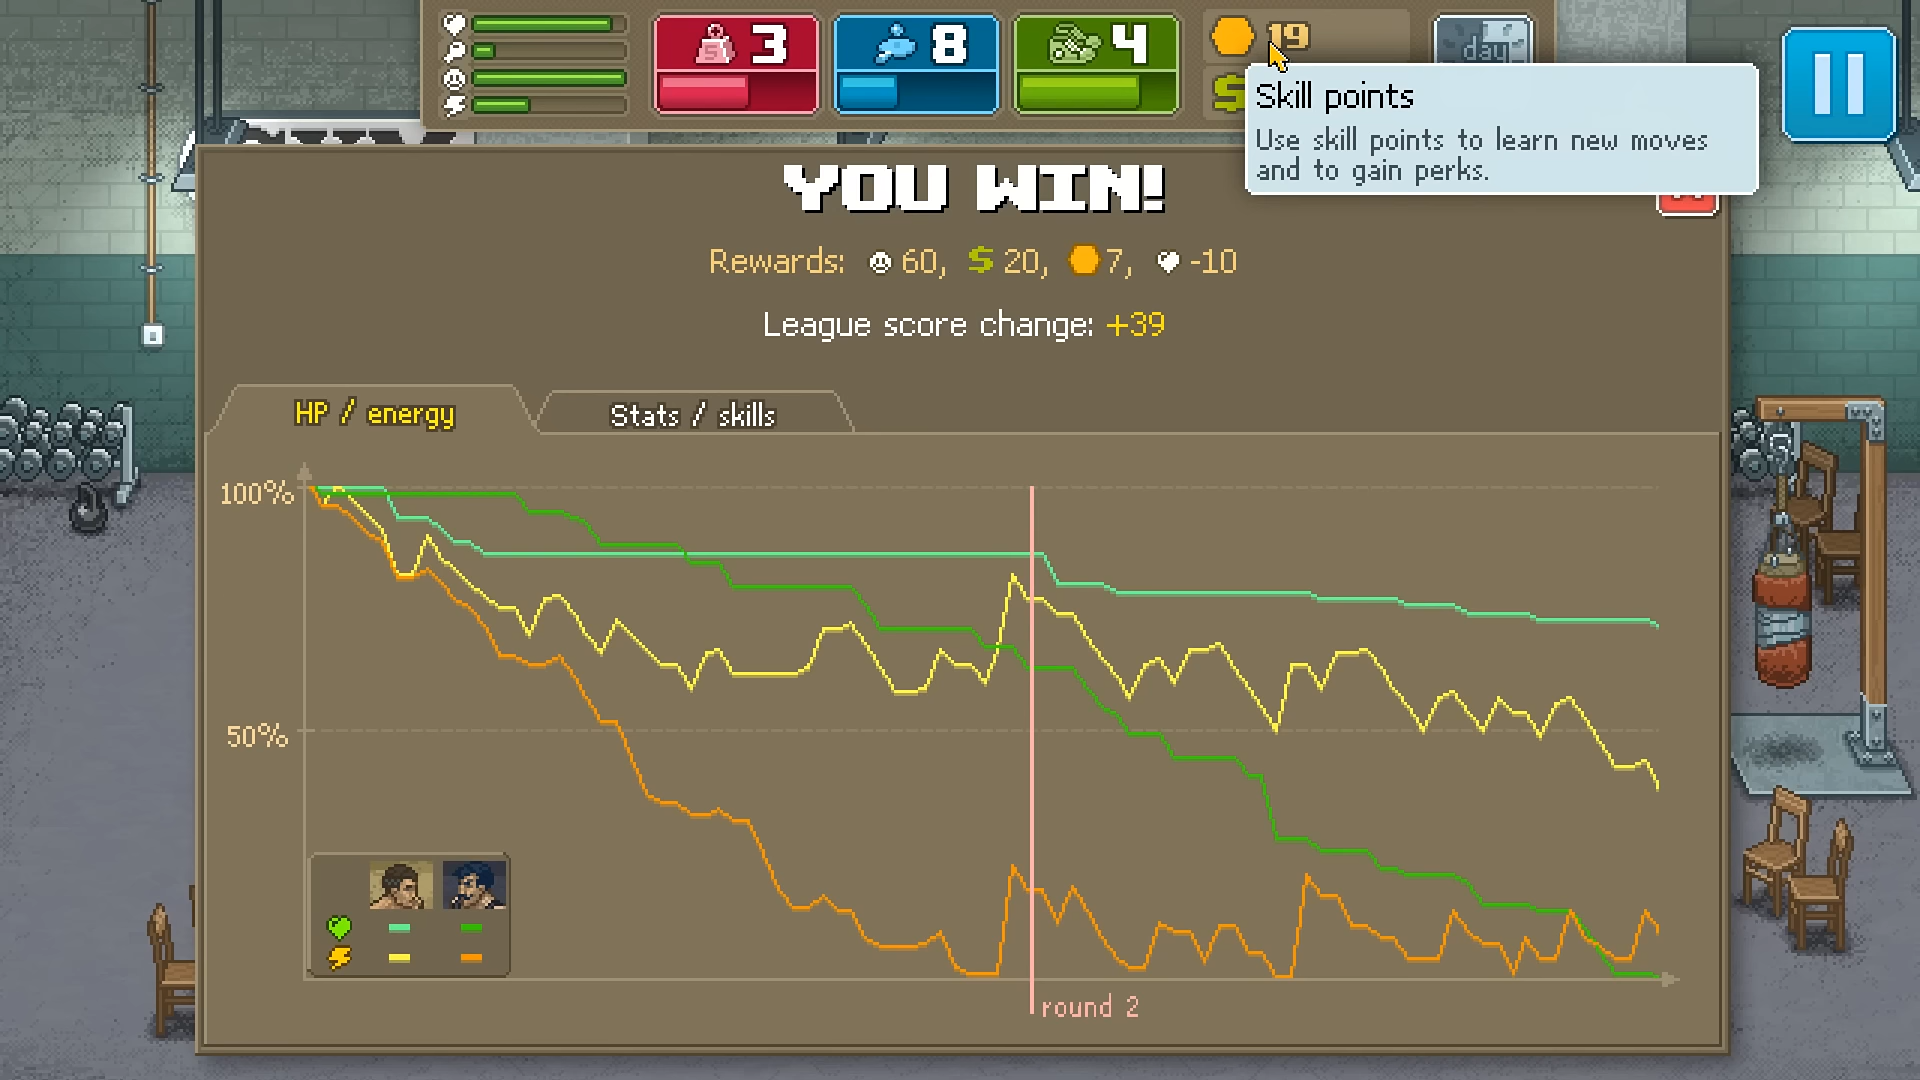 3
8
4
19
day
Skill points
Use skill points to learn new moves
and to gain perks.
YOU WIN!
Rewards: 60, $ 20, 7, -10
League score change: +39
HP / energy
Stats / skills
100%
50%
round 2